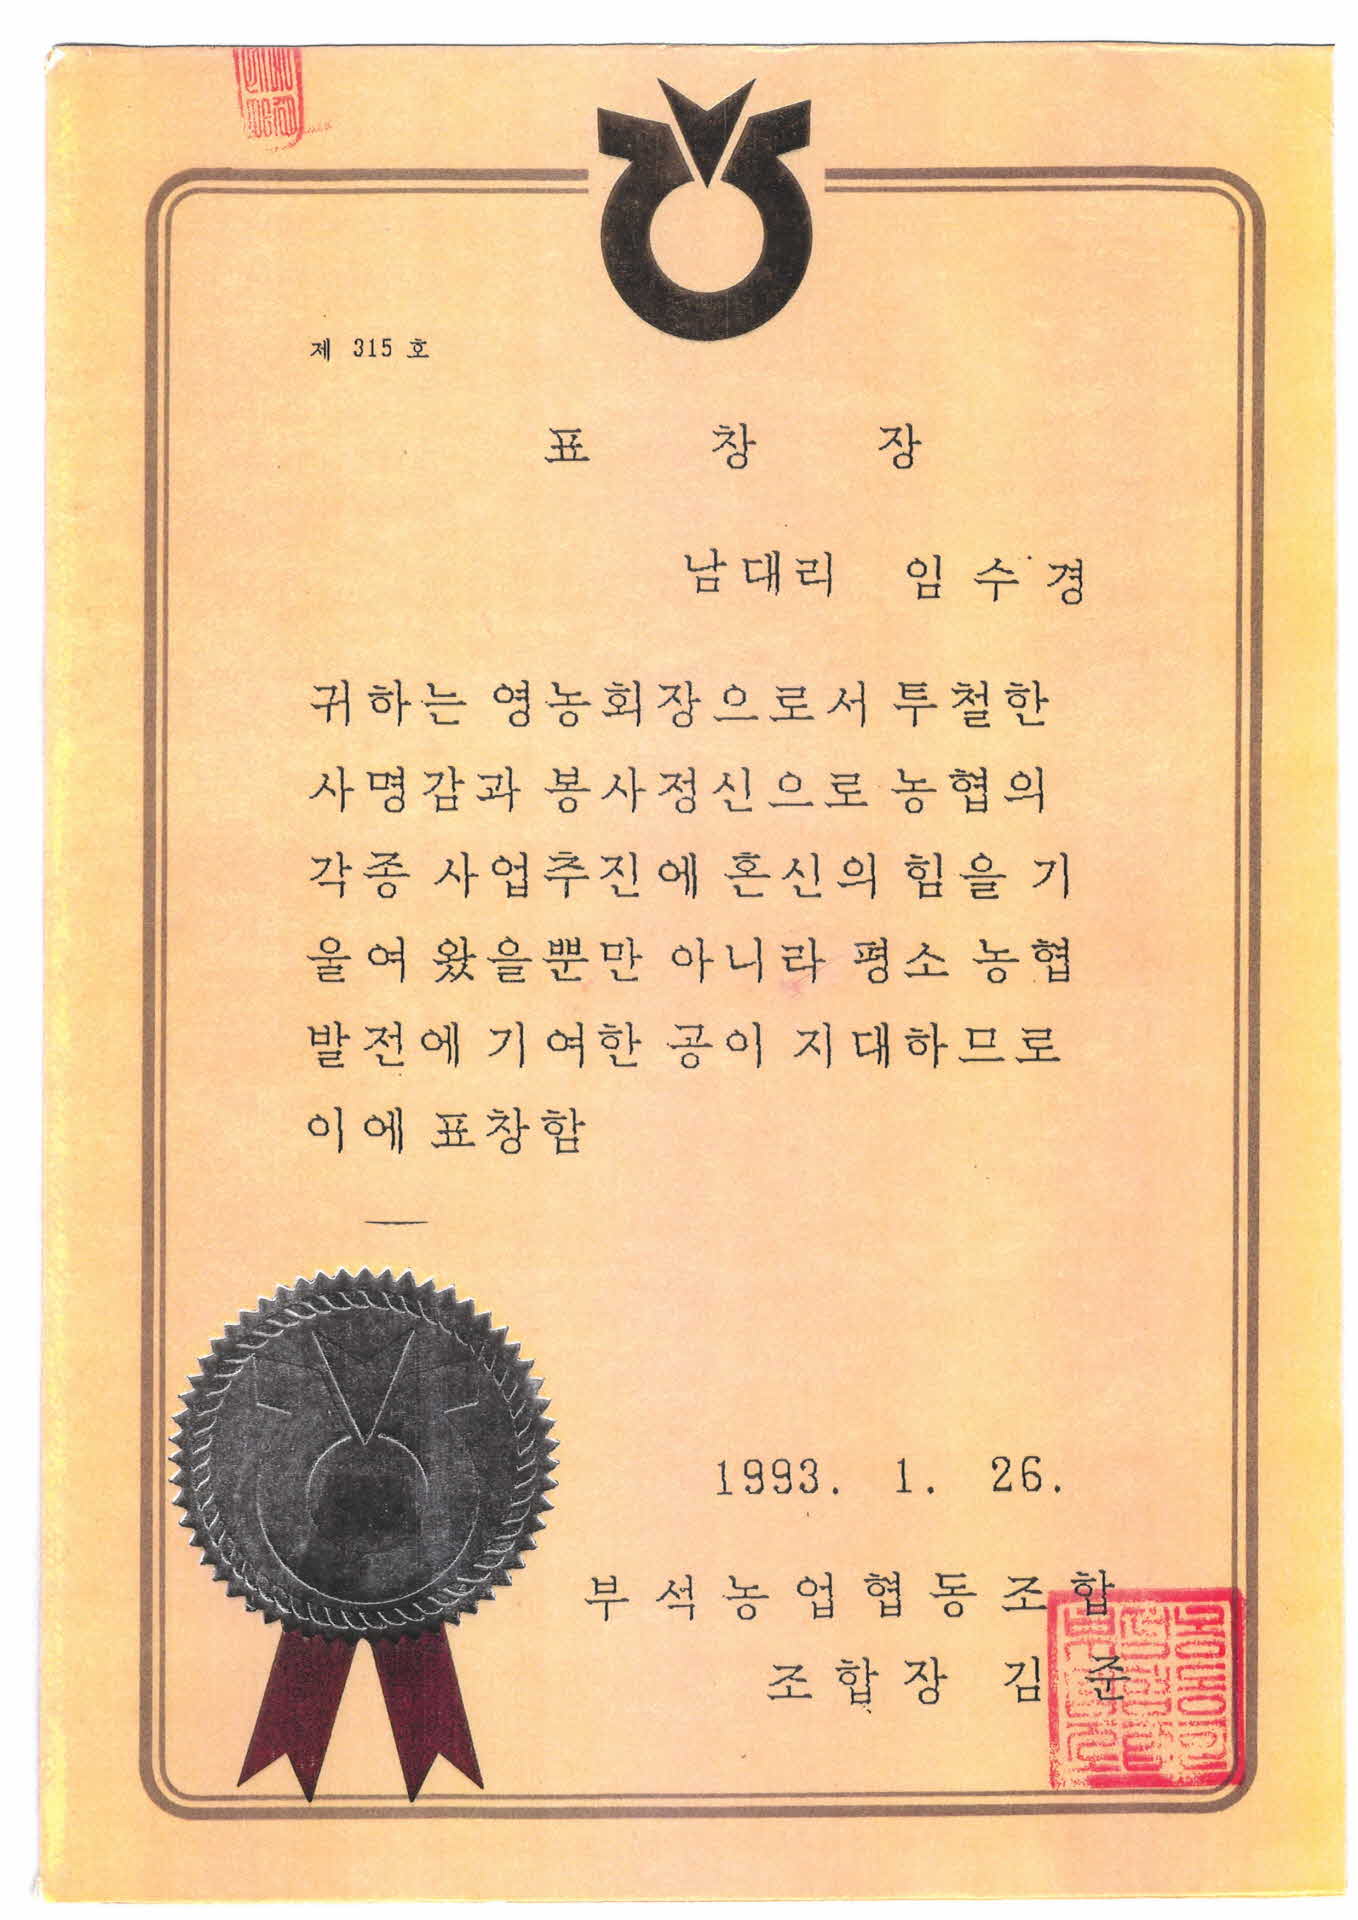 제 315 호
표 창 장
남대리 임수경
귀하는 영농회장으로서 투철한
사명감과 봉사정신으로 농협의
각종 사업추진에 혼신의 힘을 기
울여 왔을뿐만 아니라 평소 농협
발전에 기여한 공이 지대하므로
이에 표창함
1993. 1. 26.
부석농업협동조합
조합장 김 준